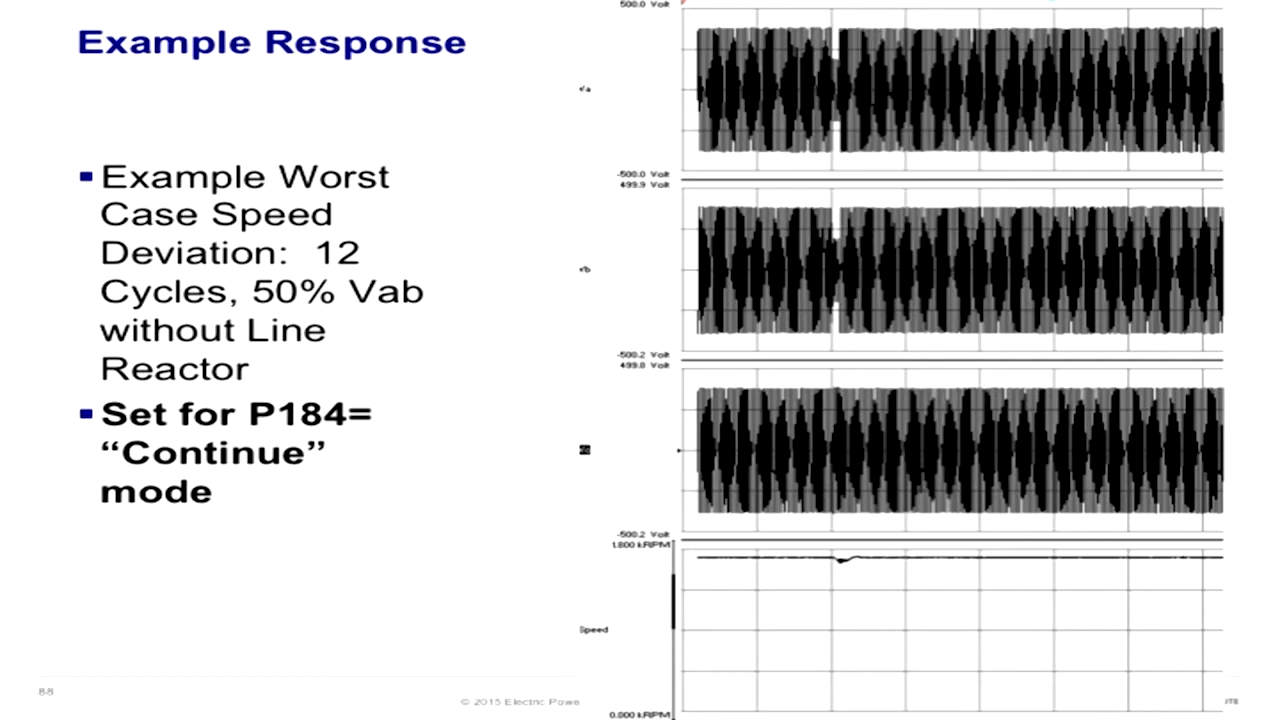 Example Response
Example Worst
Case Speed
Deviation: 12
Cycles, 50% Vab
without Line
Reactor
Set for P184=
“Continue”
mode
500.0 Volt
-500.0 Volt
499.9 Volt
-500.2 Volt
499.8 Volt
-500.2 Volt
1.800 kRPM
Speed
0.000 kRPM
8-8
© 2015 Electric Powe